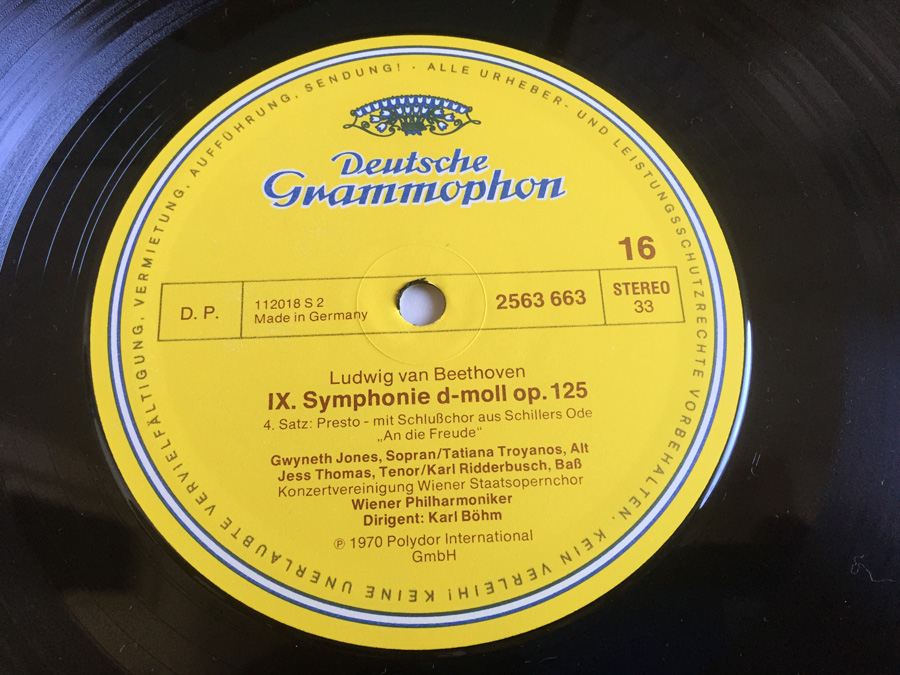 ALLE URHEBER- UND LEISTUNGSSCHUTZRECHTE VORBEHALTEN. KEIN VERLEIH! KEINE UNERLAUBTE VERVIELFÄLTIGUNG, VERMIETUNG, AUFFÜHRUNG, SENDUNG! ·
Deutsche
Grammophon
16
D. P.
112018 S 2
Made in Germany
2563 663
STEREO
33
Ludwig van Beethoven
IX. Symphonie d-moll op. 125
4. Satz: Presto - mit Schlußchor aus Schillers Ode
„An die Freude“
Gwyneth Jones, Sopran/Tatiana Troyanos, Alt
Jess Thomas, Tenor/Karl Ridderbusch, Baß
Konzertvereinigung Wiener Staatsopernchor
Wiener Philharmoniker
Dirigent: Karl Böhm
℗ 1970 Polydor International
GmbH